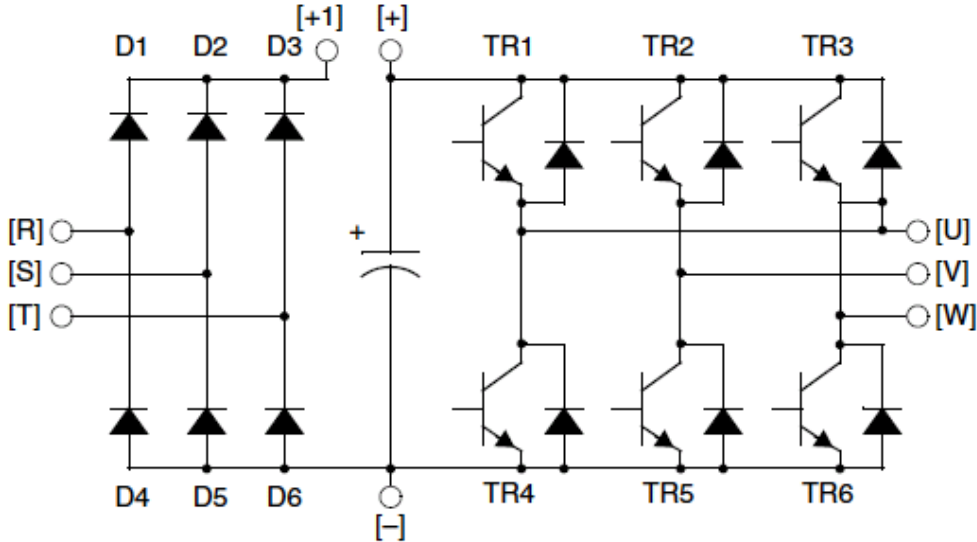 [+1] [+]
D1 D2 D3 TR1 TR2 TR3
+
[R] [U]
[S] [V]
[T] [W]
D4 D5 D6 TR4 TR5 TR6
[–]